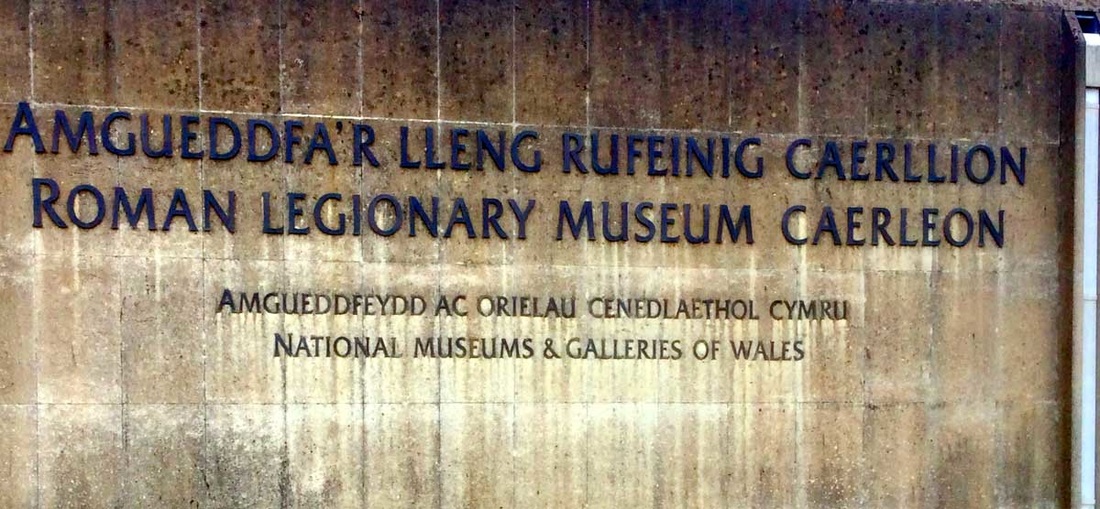 AMGUEDDFA'R LLENG RUFEINIG CAERLLION
ROMAN LEGIONARY MUSEUM CAERLEON
AMGUEDDFEYDD AC ORIELAU CENEDLAETHOL CYMRU
NATIONAL MUSEUMS & GALLERIES OF WALES